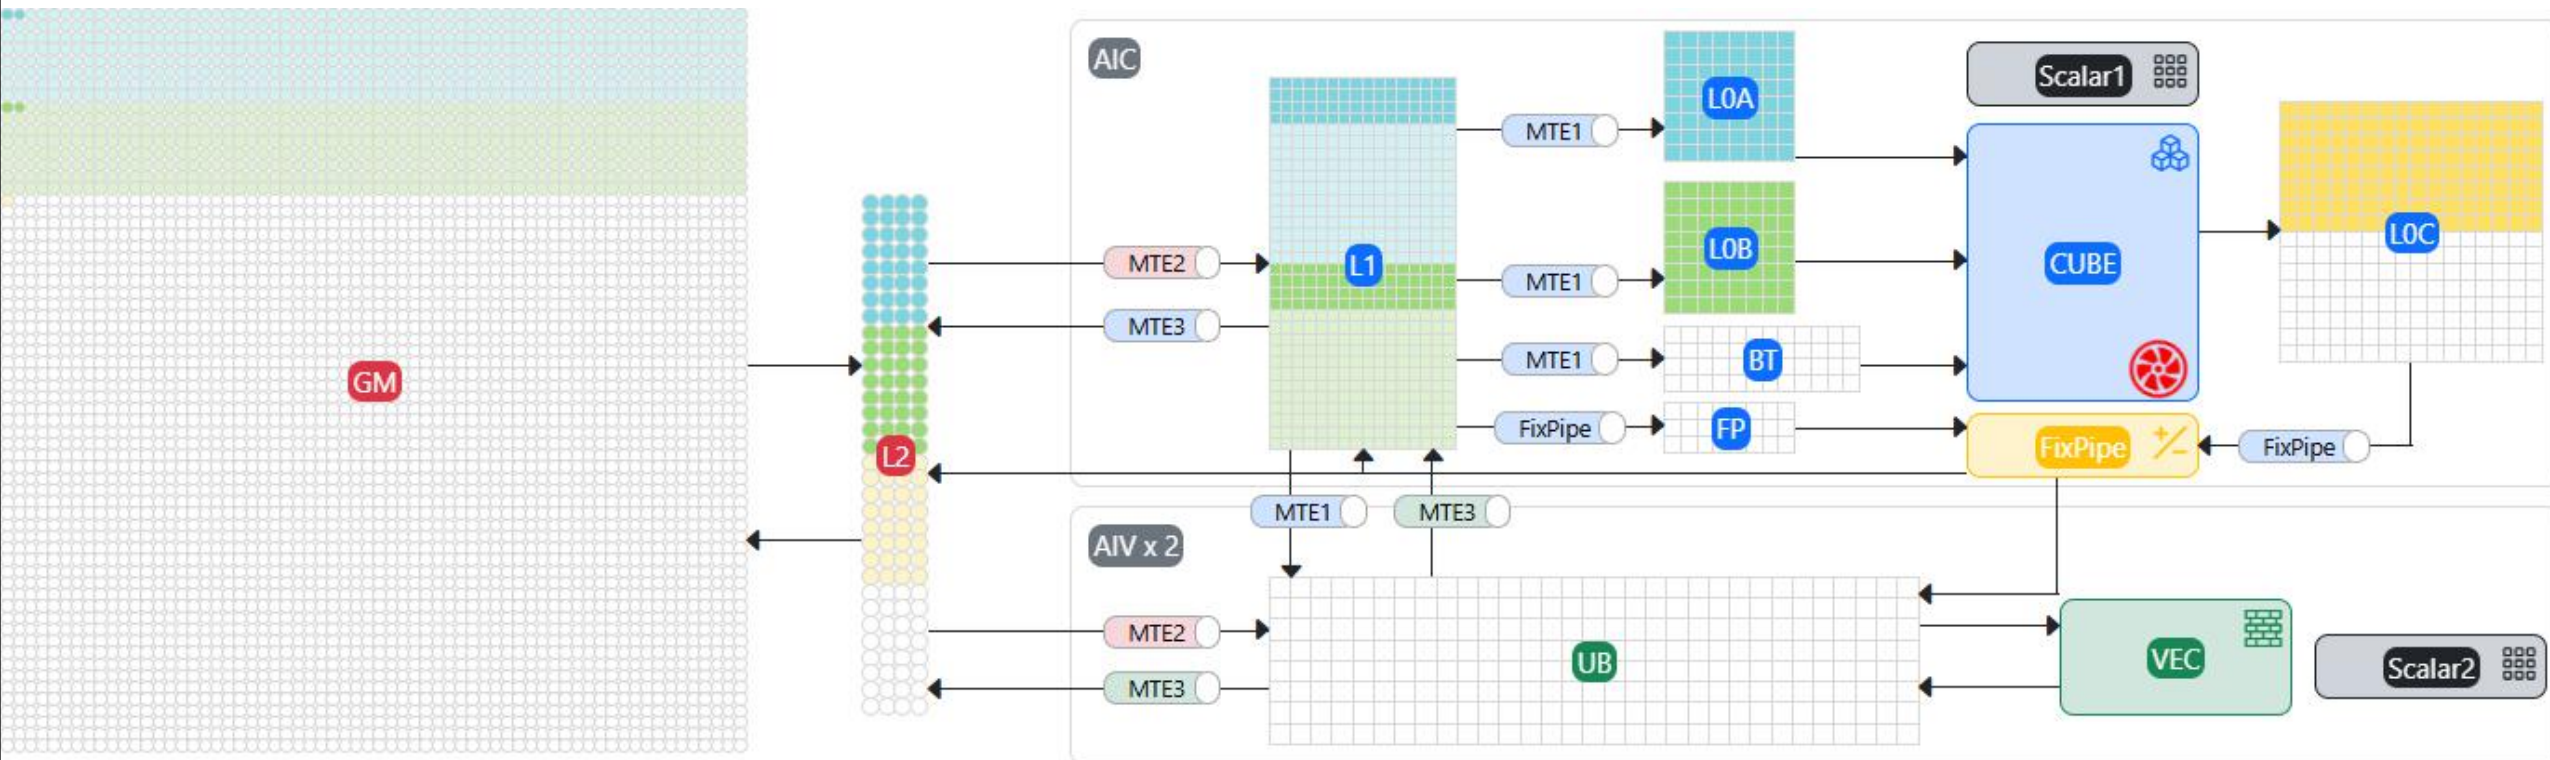 AIC
L0A
Scalar1
MTE1
L0C
L0B
MTE2
L1
CUBE
MTE1
MTE3
BT
MTE1
GM
FP
FixPipe
FixPipe
FixPipe
L2
MTE1
MTE3
AIV x 2
MTE2
UB
VEC
Scalar2
MTE3